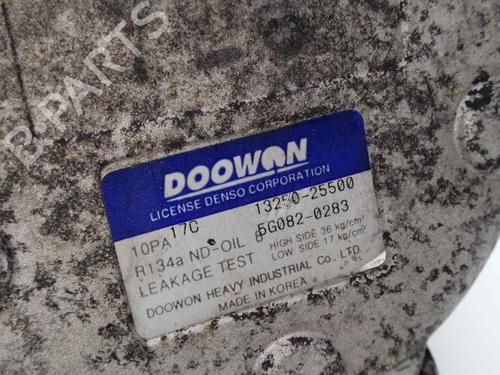 B PARTS
DOOWON
LICENSE DENSO CORPORATION
10PA 17C 13250-25500
R134a ND-OIL 8 5G082-0283
LEAKAGE TEST HIGH SIDE 36 kg/cm²
LOW SIDE 17 kg/cm²
DOOWON HEAVY INDUSTRIAL Co., LTD.
MADE IN KOREA